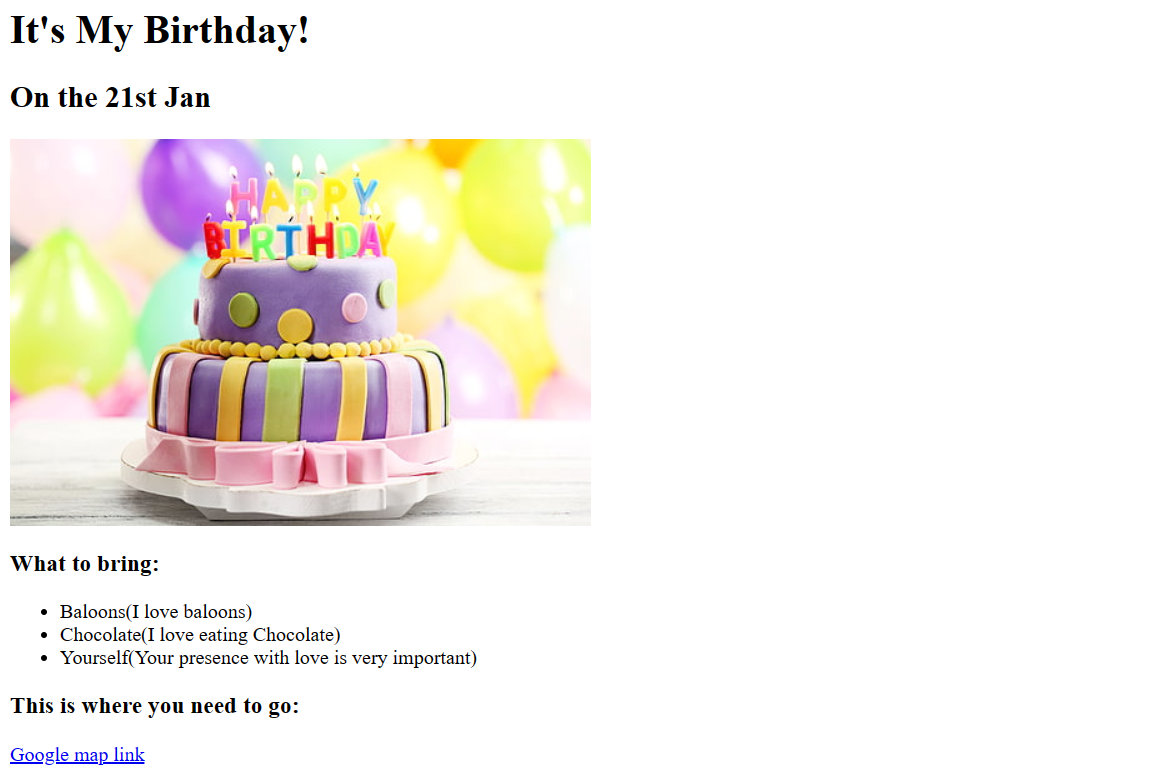 It's My Birthday!
On the 21st Jan
HAPPY
BIRTHDAY
What to bring:
Baloons(I love baloons)
Chocolate(I love eating Chocolate)
Yourself(Your presence with love is very important)
This is where you need to go:
Google map link